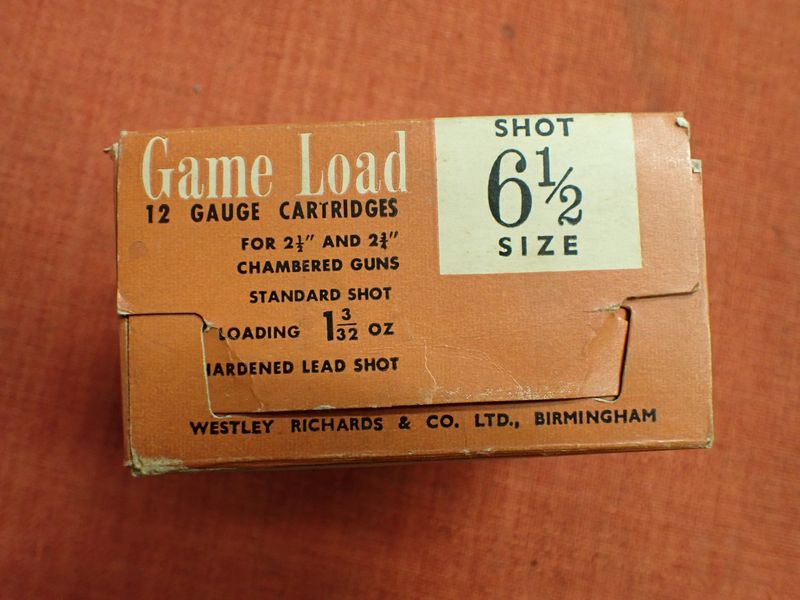 Game Load
12 GAUGE CARTRIDGES
FOR 2½" AND 2¾"
CHAMBERED GUNS
STANDARD SHOT
LOADING 1 3/32 OZ
HARDENED LEAD SHOT
WESTLEY RICHARDS & CO. LTD., BIRMINGHAM
SHOT
6½
SIZE